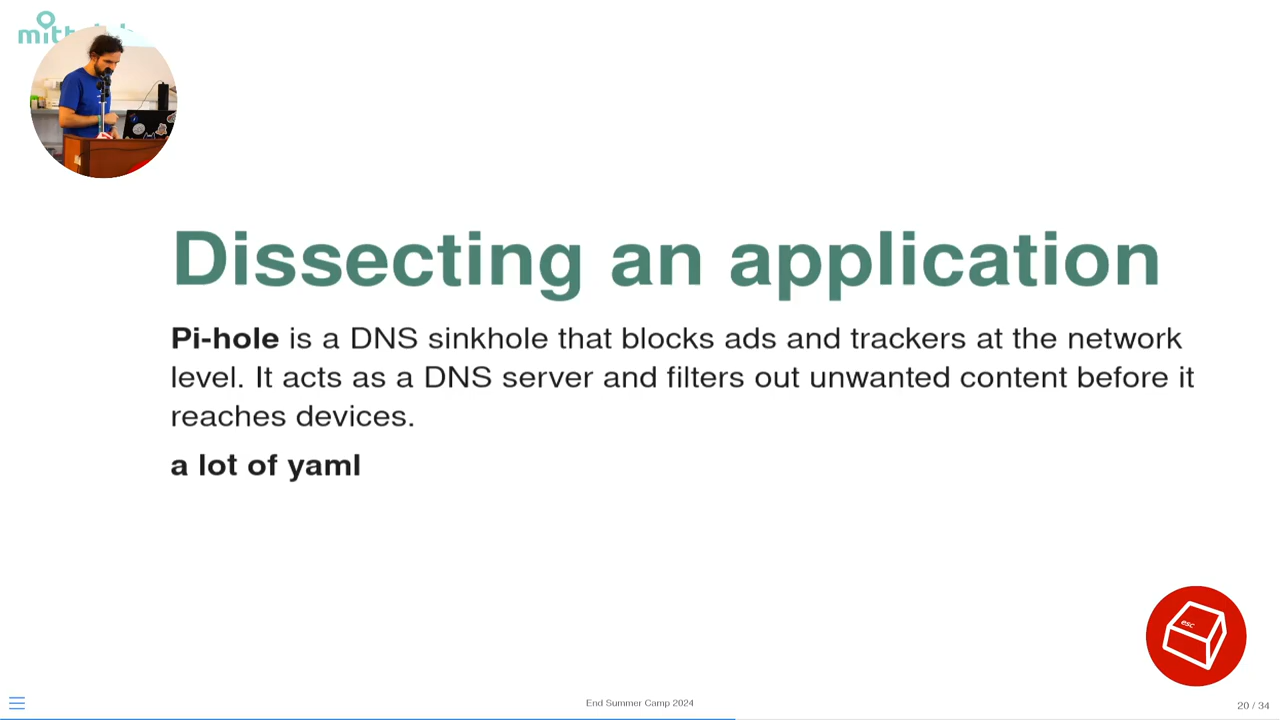 Dissecting an application
Pi-hole is a DNS sinkhole that blocks ads and trackers at the network
level. It acts as a DNS server and filters out unwanted content before it
reaches devices.
a lot of yaml
esc
End Summer Camp 2024
20 / 34